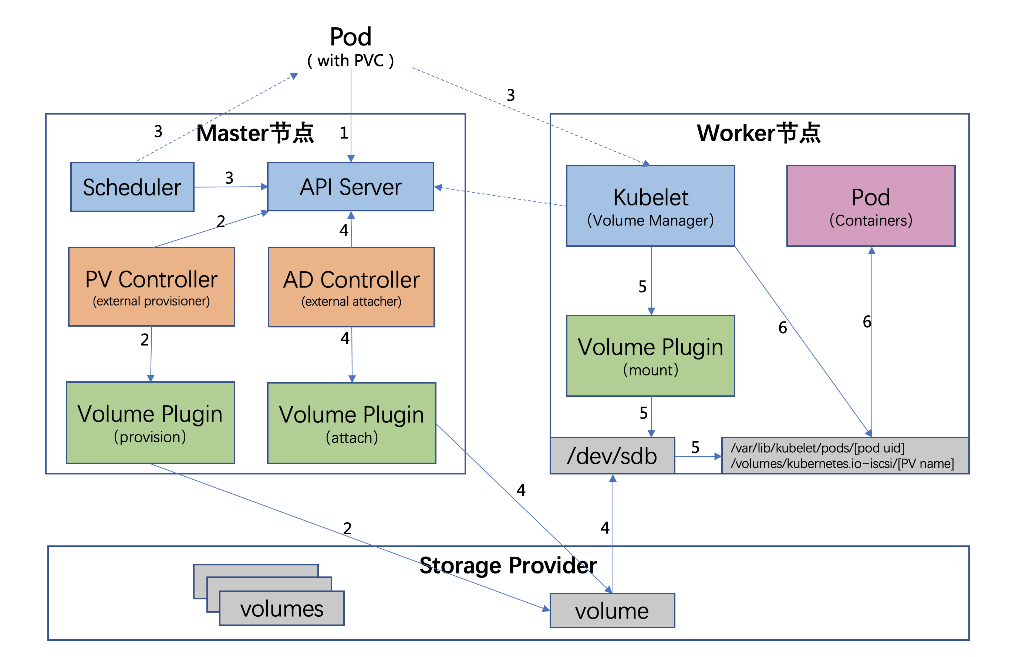 Pod
( with PVC )
3
3
1
Master节点
Worker节点
Scheduler
3
API Server
Kubelet
(Volume Manager)
Pod
(Containers)
2
4
PV Controller
(external provisioner)
AD Controller
(external attacher)
5
6
6
2
4
Volume Plugin
(mount)
Volume Plugin
(provision)
Volume Plugin
(attach)
5
/dev/sdb
5
/var/lib/kubelet/pods/[pod uid]
/volumes/kubernetes.io~iscsi/[PV name]
4
2
4
Storage Provider
volumes
volume